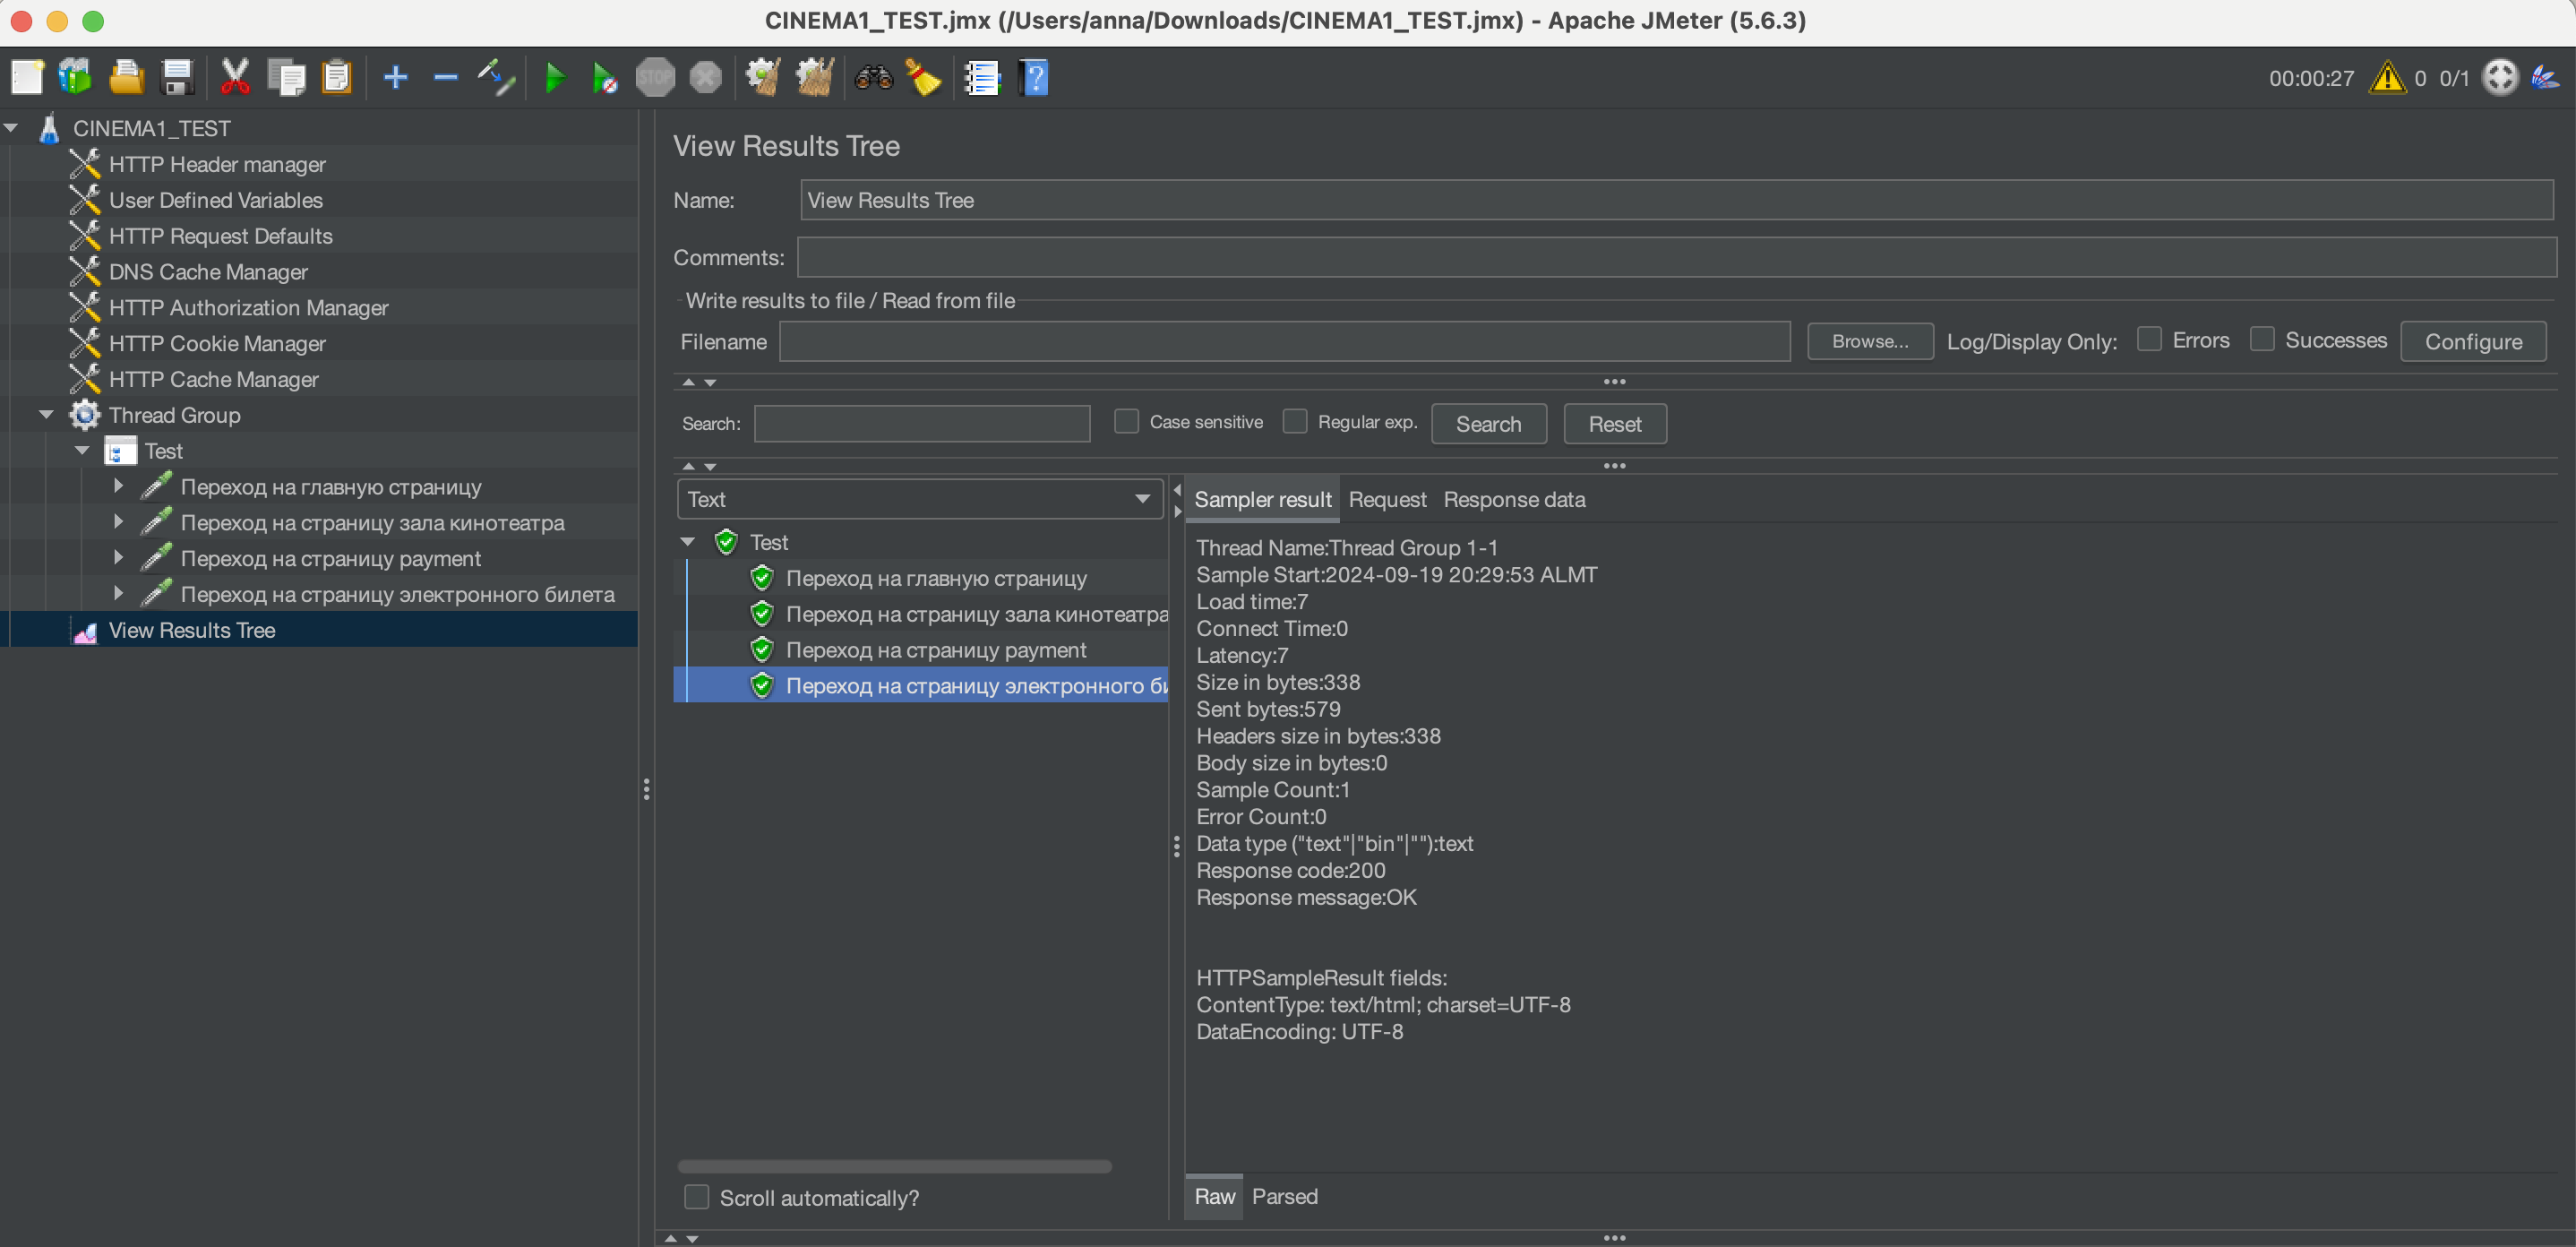 CINEMA1_TEST.jmx (/Users/anna/Downloads/CINEMA1_TEST.jmx) - Apache JMeter (5.6.3)
STOP
00:00:27 0 0/1
CINEMA1_TEST
HTTP Header manager
User Defined Variables
HTTP Request Defaults
DNS Cache Manager
HTTP Authorization Manager
HTTP Cookie Manager
HTTP Cache Manager
Thread Group
Test
Переход на главную страницу
Переход на страницу зала кинотеатра
Переход на страницу payment
Переход на страницу электронного билета
View Results Tree
View Results Tree
Name: View Results Tree
Comments:
Write results to file / Read from file
Filename Browse... Log/Display Only: Errors Successes Configure
Search: Case sensitive Regular exp. Search Reset
Text
Test
Переход на главную страницу
Переход на страницу зала кинотеатра
Переход на страницу payment
Переход на страницу электронного би
Scroll automatically?
Sampler result Request Response data
Thread Name:Thread Group 1-1
Sample Start:2024-09-19 20:29:53 ALMT
Load time:7
Connect Time:0
Latency:7
Size in bytes:338
Sent bytes:579
Headers size in bytes:338
Body size in bytes:0
Sample Count:1
Error Count:0
Data type ("text"|"bin"|""):text
Response code:200
Response message:OK
HTTPSampleResult fields:
ContentType: text/html; charset=UTF-8
DataEncoding: UTF-8
Raw Parsed